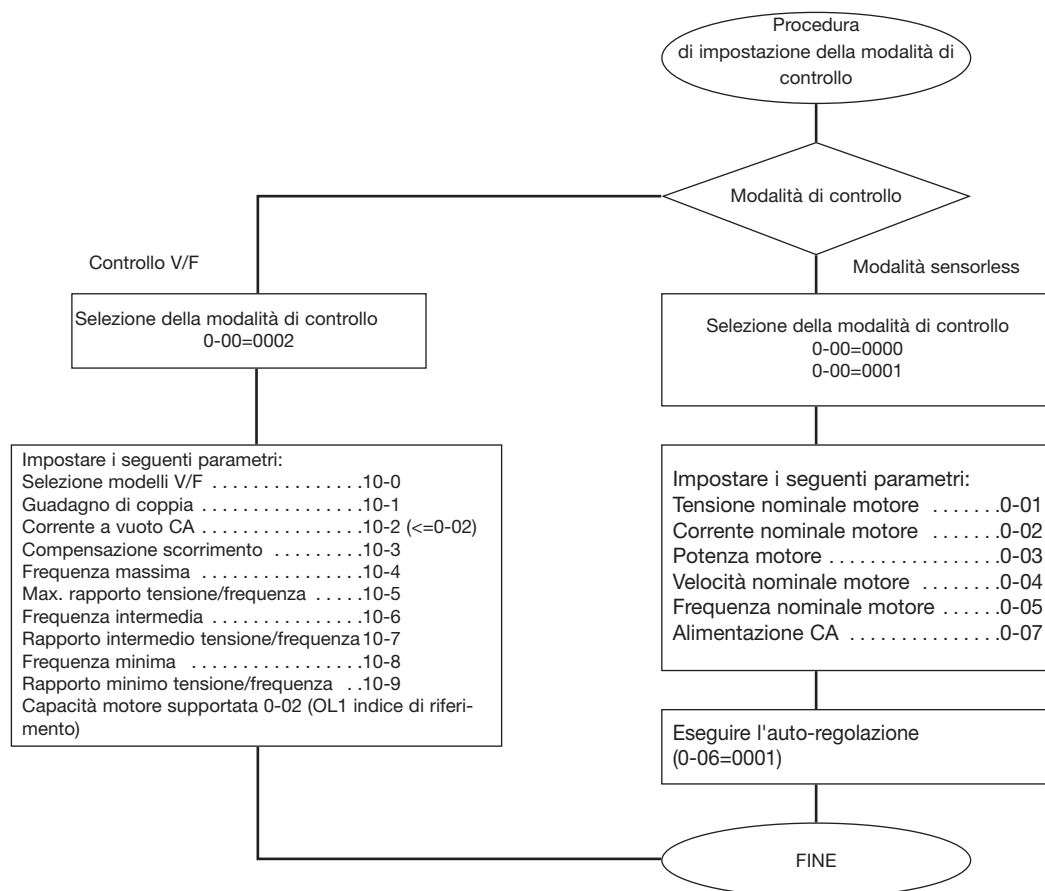 Procedura
di impostazione della modalità di
controllo
Modalità di controllo
Controllo V/F
Selezione della modalità di controllo
0-00=0002
Impostare i seguenti parametri:
Selezione modelli V/F . . . . . . . . . . . . . . . .10-0
Guadagno di coppia . . . . . . . . . . . . . . . . .10-1
Corrente a vuoto CA . . . . . . . . . . . . . . . .10-2 (<=0-02)
Compensazione scorrimento . . . . . . . . .10-3
Frequenza massima . . . . . . . . . . . . . . . . .10-4
Max. rapporto tensione/frequenza . . . . .10-5
Frequenza intermedia . . . . . . . . . . . . . . .10-6
Rapporto intermedio tensione/frequenza 10-7
Frequenza minima . . . . . . . . . . . . . . . . . .10-8
Rapporto minimo tensione/frequenza . .10-9
Capacità motore supportata 0-02 (OL1 indice di riferi-
mento)
Modalità sensorless
Selezione della modalità di controllo
0-00=0000
0-00=0001
Impostare i seguenti parametri:
Tensione nominale motore . . . . . . .0-01
Corrente nominale motore . . . . . . .0-02
Potenza motore . . . . . . . . . . . . . . . .0-03
Velocità nominale motore . . . . . . . .0-04
Frequenza nominale motore . . . . . .0-05
Alimentazione CA . . . . . . . . . . . . . . .0-07
Eseguire l'auto-regolazione
(0-06=0001)
FINE